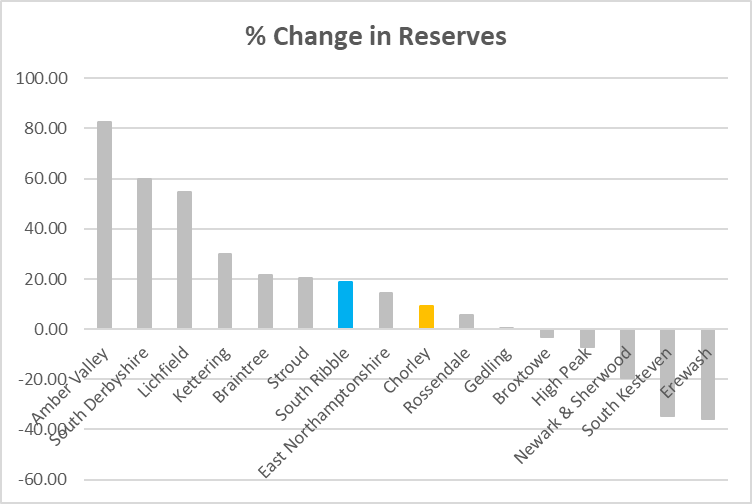 % Change in Reserves
100.00
80.00
60.00
40.00
20.00
0.00
-20.00
-40.00
-60.00
Amber Valley
South Derbyshire
Lichfield
Kettering
Braintree
Stroud
South Ribble
East Northamptonshire
Chorley
Rossendale
Gedling
Broxtowe
High Peak
Newark & Sherwood
South Kesteven
Erewash